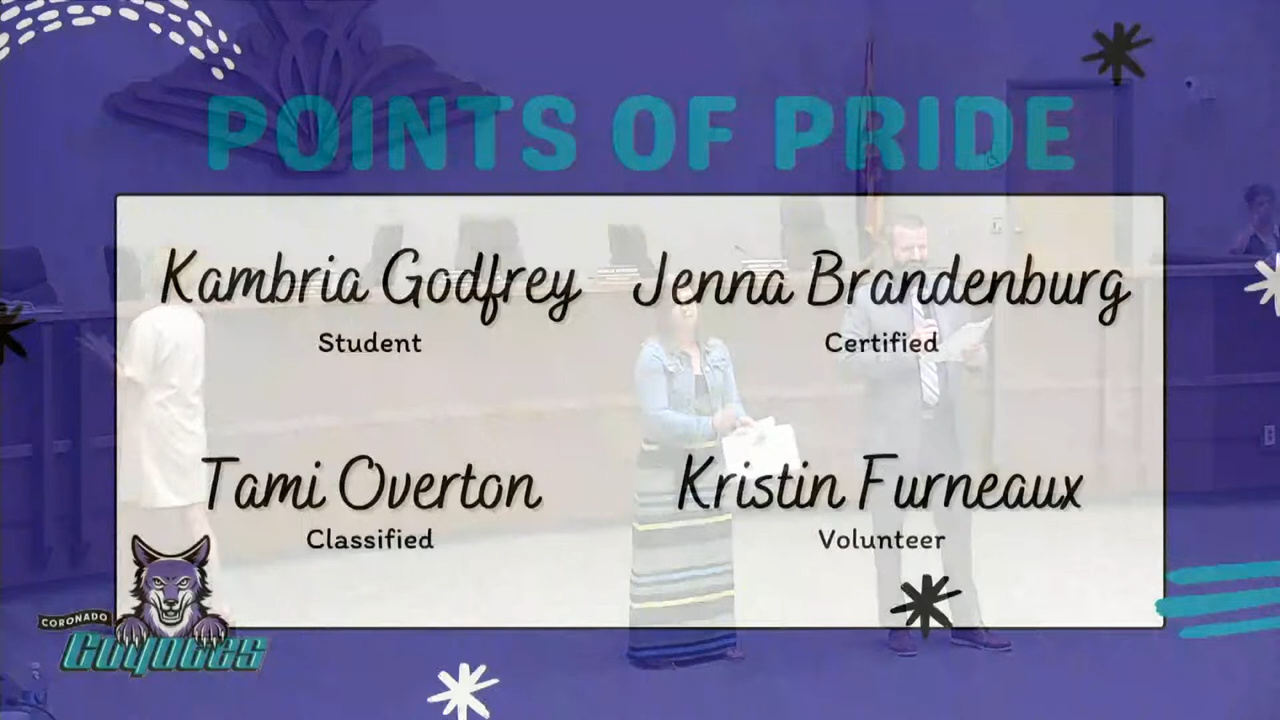 POINTS OF PRIDE
Kambria Godfrey
Student
Jenna Brandenburg
Certified
Tami Overton
Classified
Kristin Furneaux
Volunteer
CORONADO
Coyotes